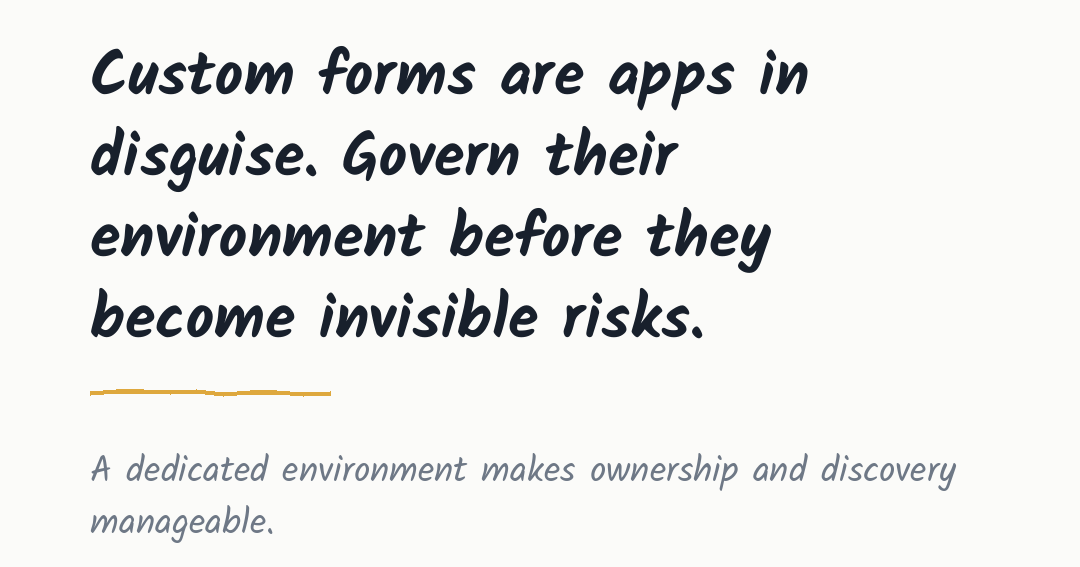 Custom forms are apps in
disguise. Govern their
environment before they
become invisible risks.
A dedicated environment makes ownership and discovery
manageable.